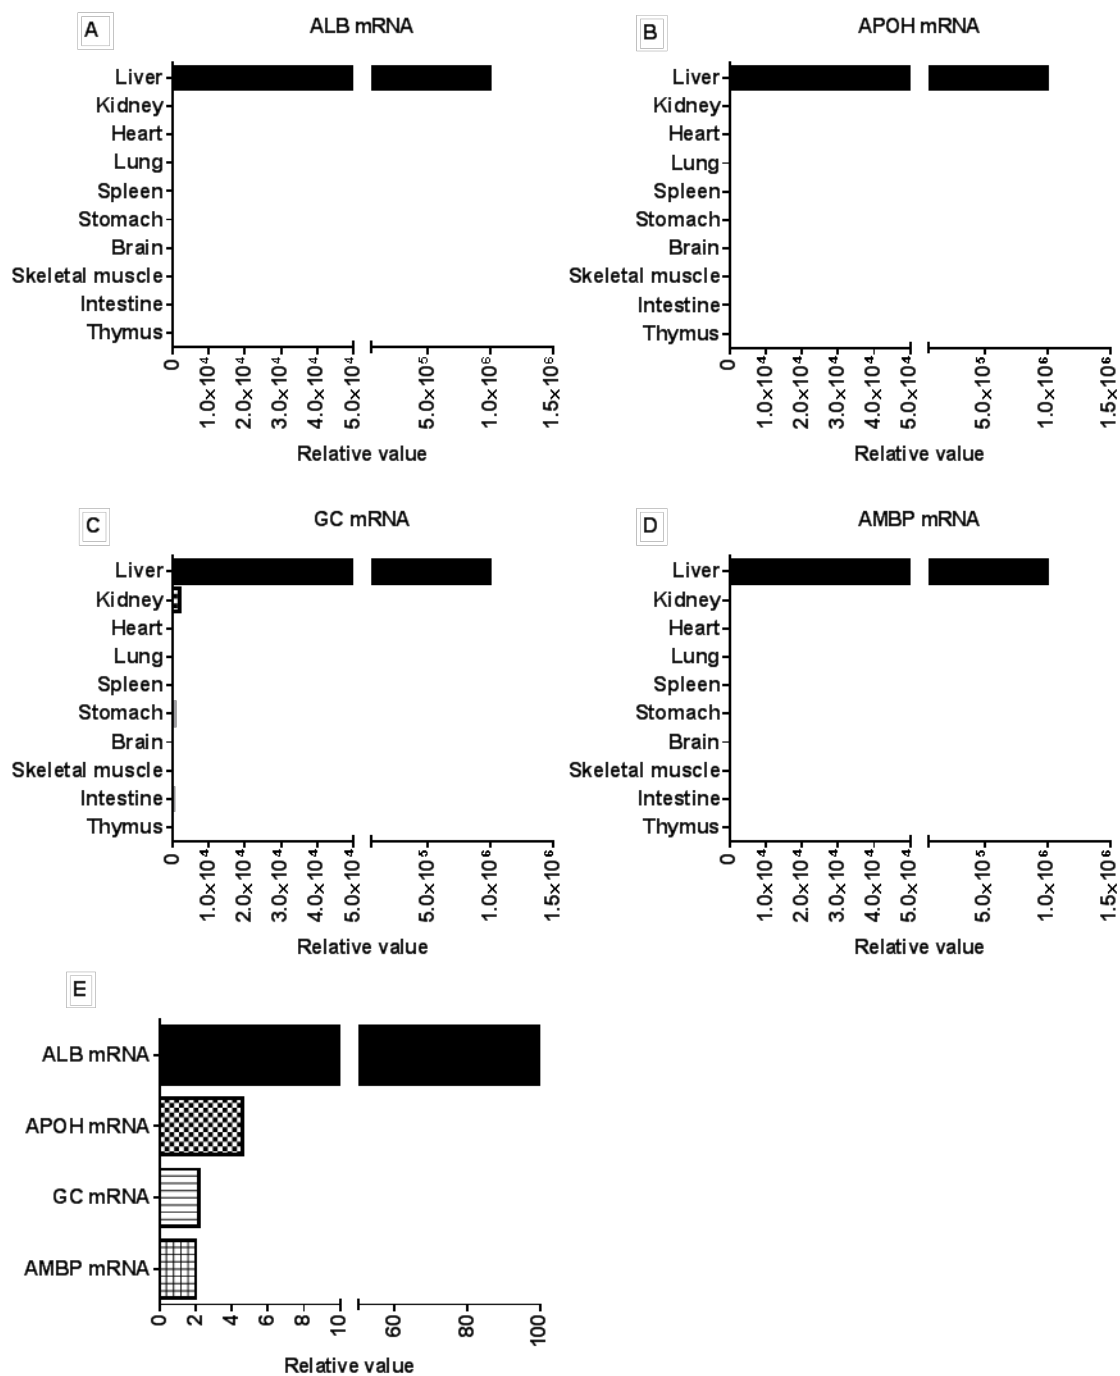 A
ALB mRNA
Liver
Kidney
Heart
Lung
Spleen
Stomach
Brain
Skeletal muscle
Intestine
Thymus
0
1.0×10⁴
2.0×10⁴
3.0×10⁴
4.0×10⁴
5.0×10⁴
5.0×10⁵
1.0×10⁶
1.5×10⁶
Relative value
B
APOH mRNA
Liver
Kidney
Heart
Lung
Spleen
Stomach
Brain
Skeletal muscle
Intestine
Thymus
0
1.0×10⁴
2.0×10⁴
3.0×10⁴
4.0×10⁴
5.0×10⁴
5.0×10⁵
1.0×10⁶
1.5×10⁶
Relative value
C
GC mRNA
Liver
Kidney
Heart
Lung
Spleen
Stomach
Brain
Skeletal muscle
Intestine
Thymus
0
1.0×10⁴
2.0×10⁴
3.0×10⁴
4.0×10⁴
5.0×10⁴
5.0×10⁵
1.0×10⁶
1.5×10⁶
Relative value
D
AMBP mRNA
Liver
Kidney
Heart
Lung
Spleen
Stomach
Brain
Skeletal muscle
Intestine
Thymus
0
1.0×10⁴
2.0×10⁴
3.0×10⁴
4.0×10⁴
5.0×10⁴
5.0×10⁵
1.0×10⁶
1.5×10⁶
Relative value
E
ALB mRNA
APOH mRNA
GC mRNA
AMBP mRNA
0
2
4
6
8
10
60
80
100
Relative value